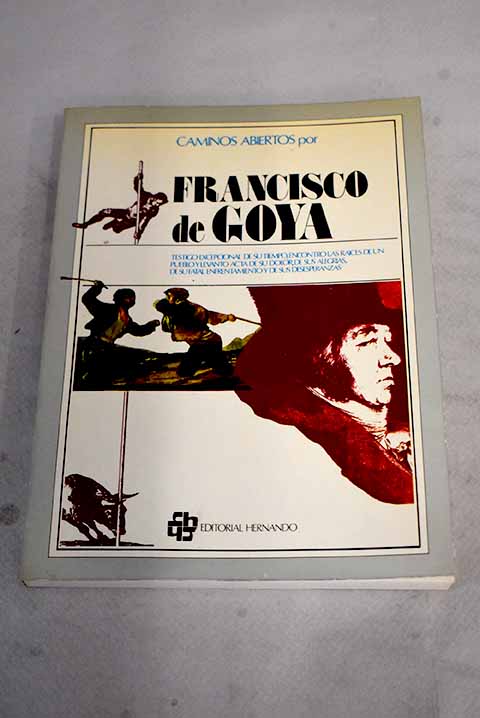 CAMINOS ABIERTOS por
FRANCISCO
de GOYA
TESTIGO EXCEPCIONAL DE SU TIEMPO, ENCONTRO LAS RAICES DE UN
PUEBLO Y LEVANTO ACTA DE SU DOLOR, DE SUS ALEGRIAS,
DE SU FATAL ENFRENTAMIENTO Y DE SUS DESESPERANZAS
EDITORIAL HERNANDO